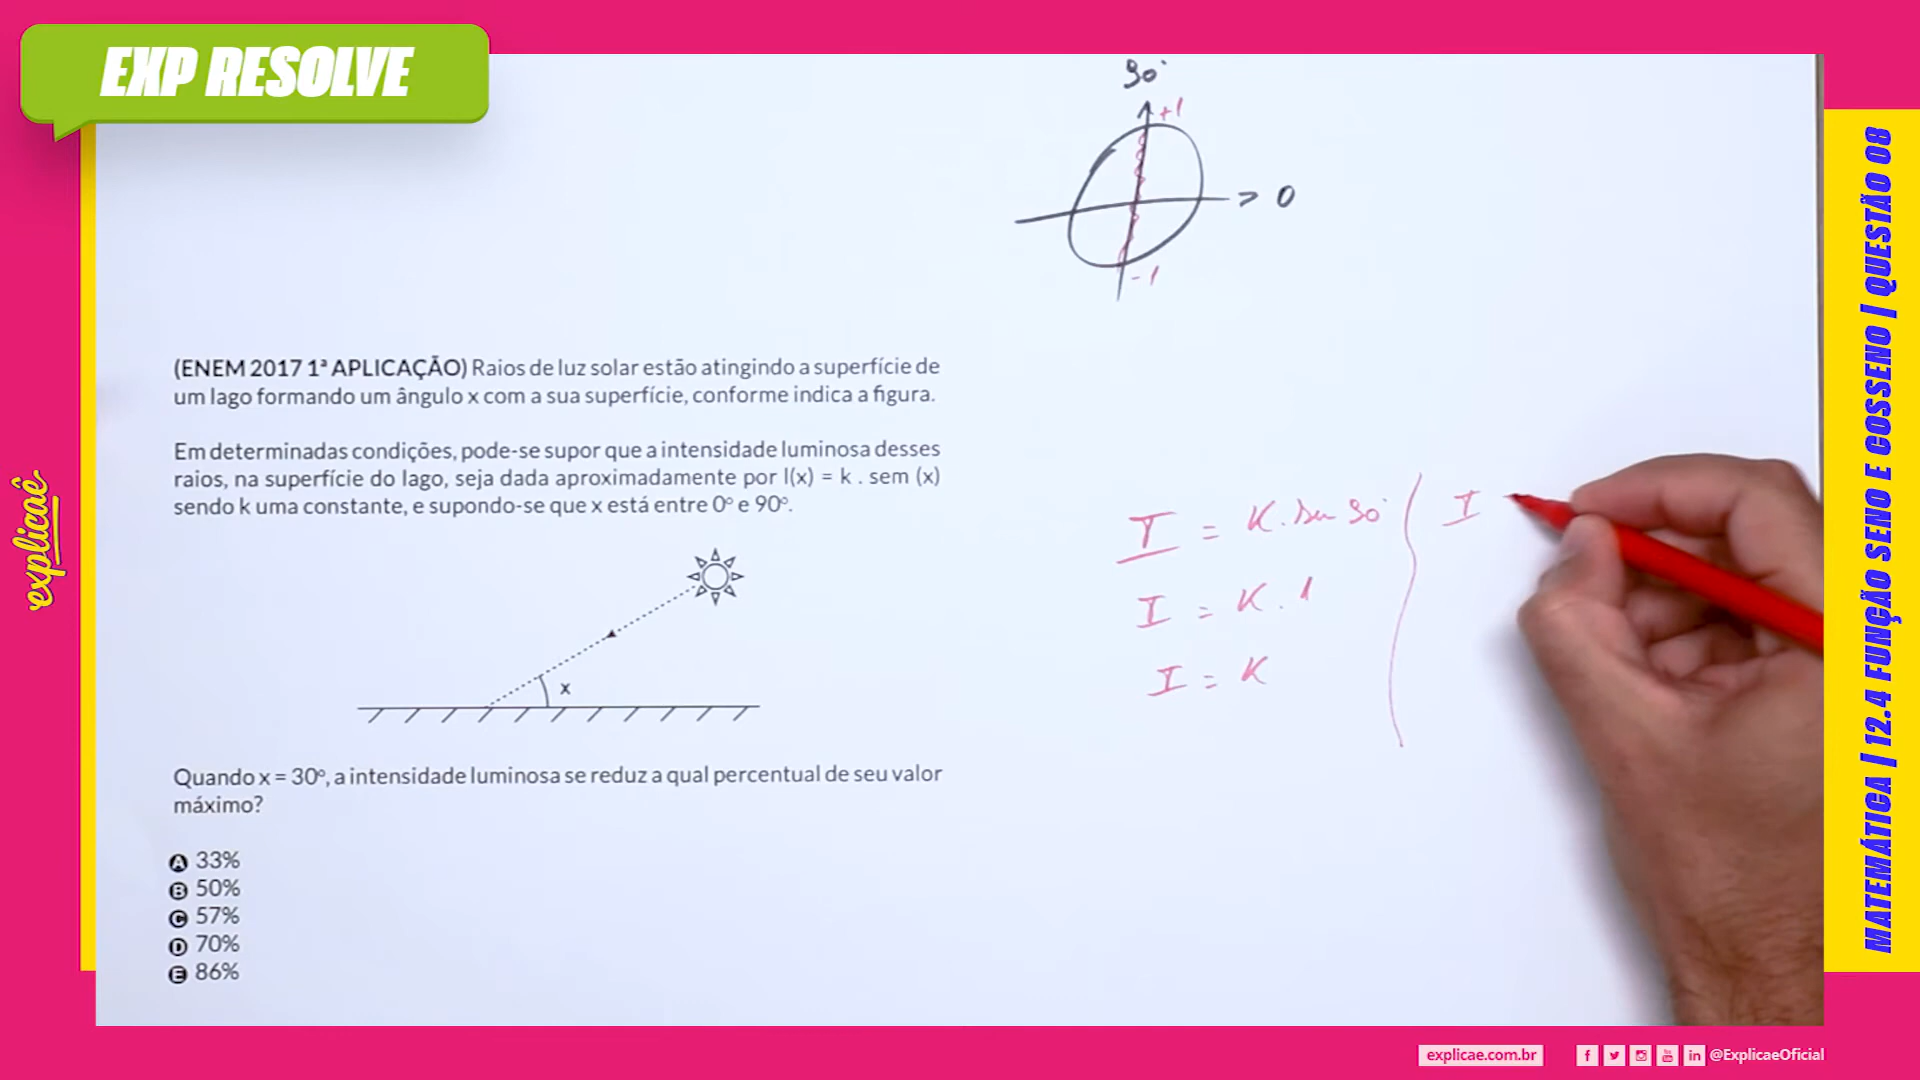 EXP RESOLVE
90°
+1
> 0
-1
(ENEM 2017 1ª APLICAÇÃO) Raios de luz solar estão atingindo a superfície de
um lago formando um ângulo x com a sua superfície, conforme indica a figura.
Em determinadas condições, pode-se supor que a intensidade luminosa desses
raios, na superfície do lago, seja dada aproximadamente por I(x) = k . sem (x)
sendo k uma constante, e supondo-se que x está entre 0º e 90º.
x
Quando x = 30º, a intensidade luminosa se reduz a qual percentual de seu valor
máximo?
A 33%
B 50%
C 57%
D 70%
E 86%
I = K. sen 90°
I = K. 1
I = K
I
explicaê
MATEMÁTICA | 12.4 FUNÇÃO SENO E COSSENO | QUESTÃO 08
explicae.com.br
@ExplicaeOficial